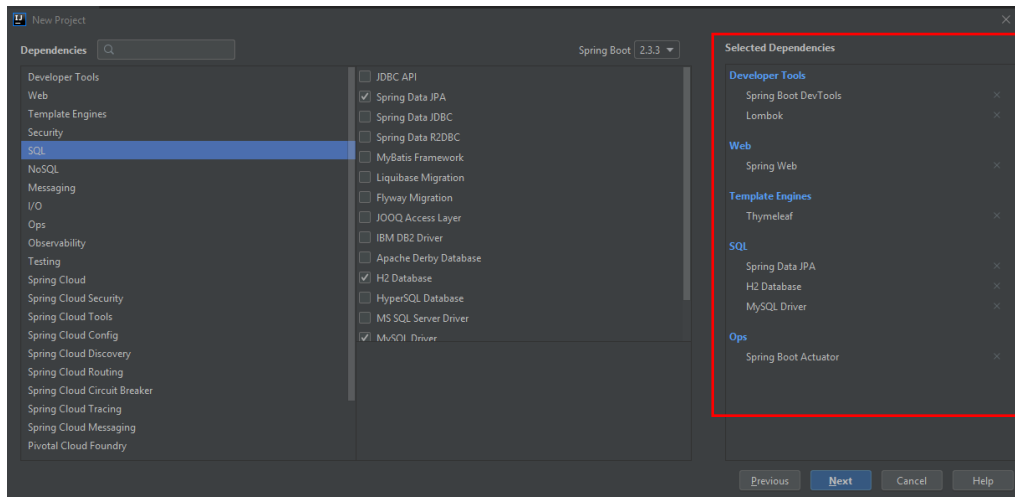 New Project
Dependencies
Spring Boot 2.3.3
Developer Tools
Web
Template Engines
Security
SQL
NoSQL
Messaging
I/O
Ops
Observability
Testing
Spring Cloud
Spring Cloud Security
Spring Cloud Tools
Spring Cloud Config
Spring Cloud Discovery
Spring Cloud Routing
Spring Cloud Circuit Breaker
Spring Cloud Tracing
Spring Cloud Messaging
Pivotal Cloud Foundry
JDBC API
Spring Data JPA
Spring Data JDBC
Spring Data R2DBC
MyBatis Framework
Liquibase Migration
Flyway Migration
JOOQ Access Layer
IBM DB2 Driver
Apache Derby Database
H2 Database
HyperSQL Database
MS SQL Server Driver
MySQL Driver
Selected Dependencies
Developer Tools
Spring Boot DevTools
Lombok
Web
Spring Web
Template Engines
Thymeleaf
SQL
Spring Data JPA
H2 Database
MySQL Driver
Ops
Spring Boot Actuator
Previous
Next
Cancel
Help